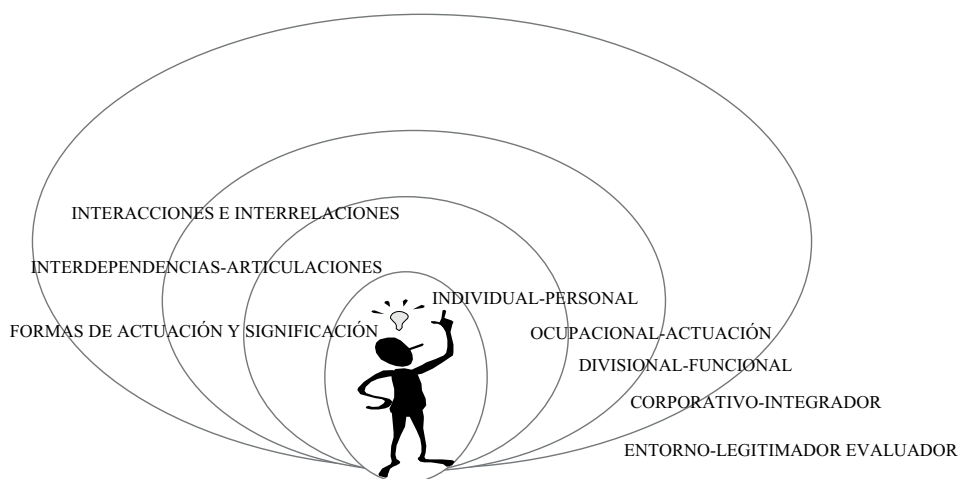 INTERACCIONES E INTERRELACIONES
INTERDEPENDENCIAS-ARTICULACIONES
INDIVIDUAL-PERSONAL
FORMAS DE ACTUACIÓN Y SIGNIFICACIÓN
OCUPACIONAL-ACTUACIÓN
DIVISIONAL-FUNCIONAL
CORPORATIVO-INTEGRADOR
ENTORNO-LEGITIMADOR EVALUADOR